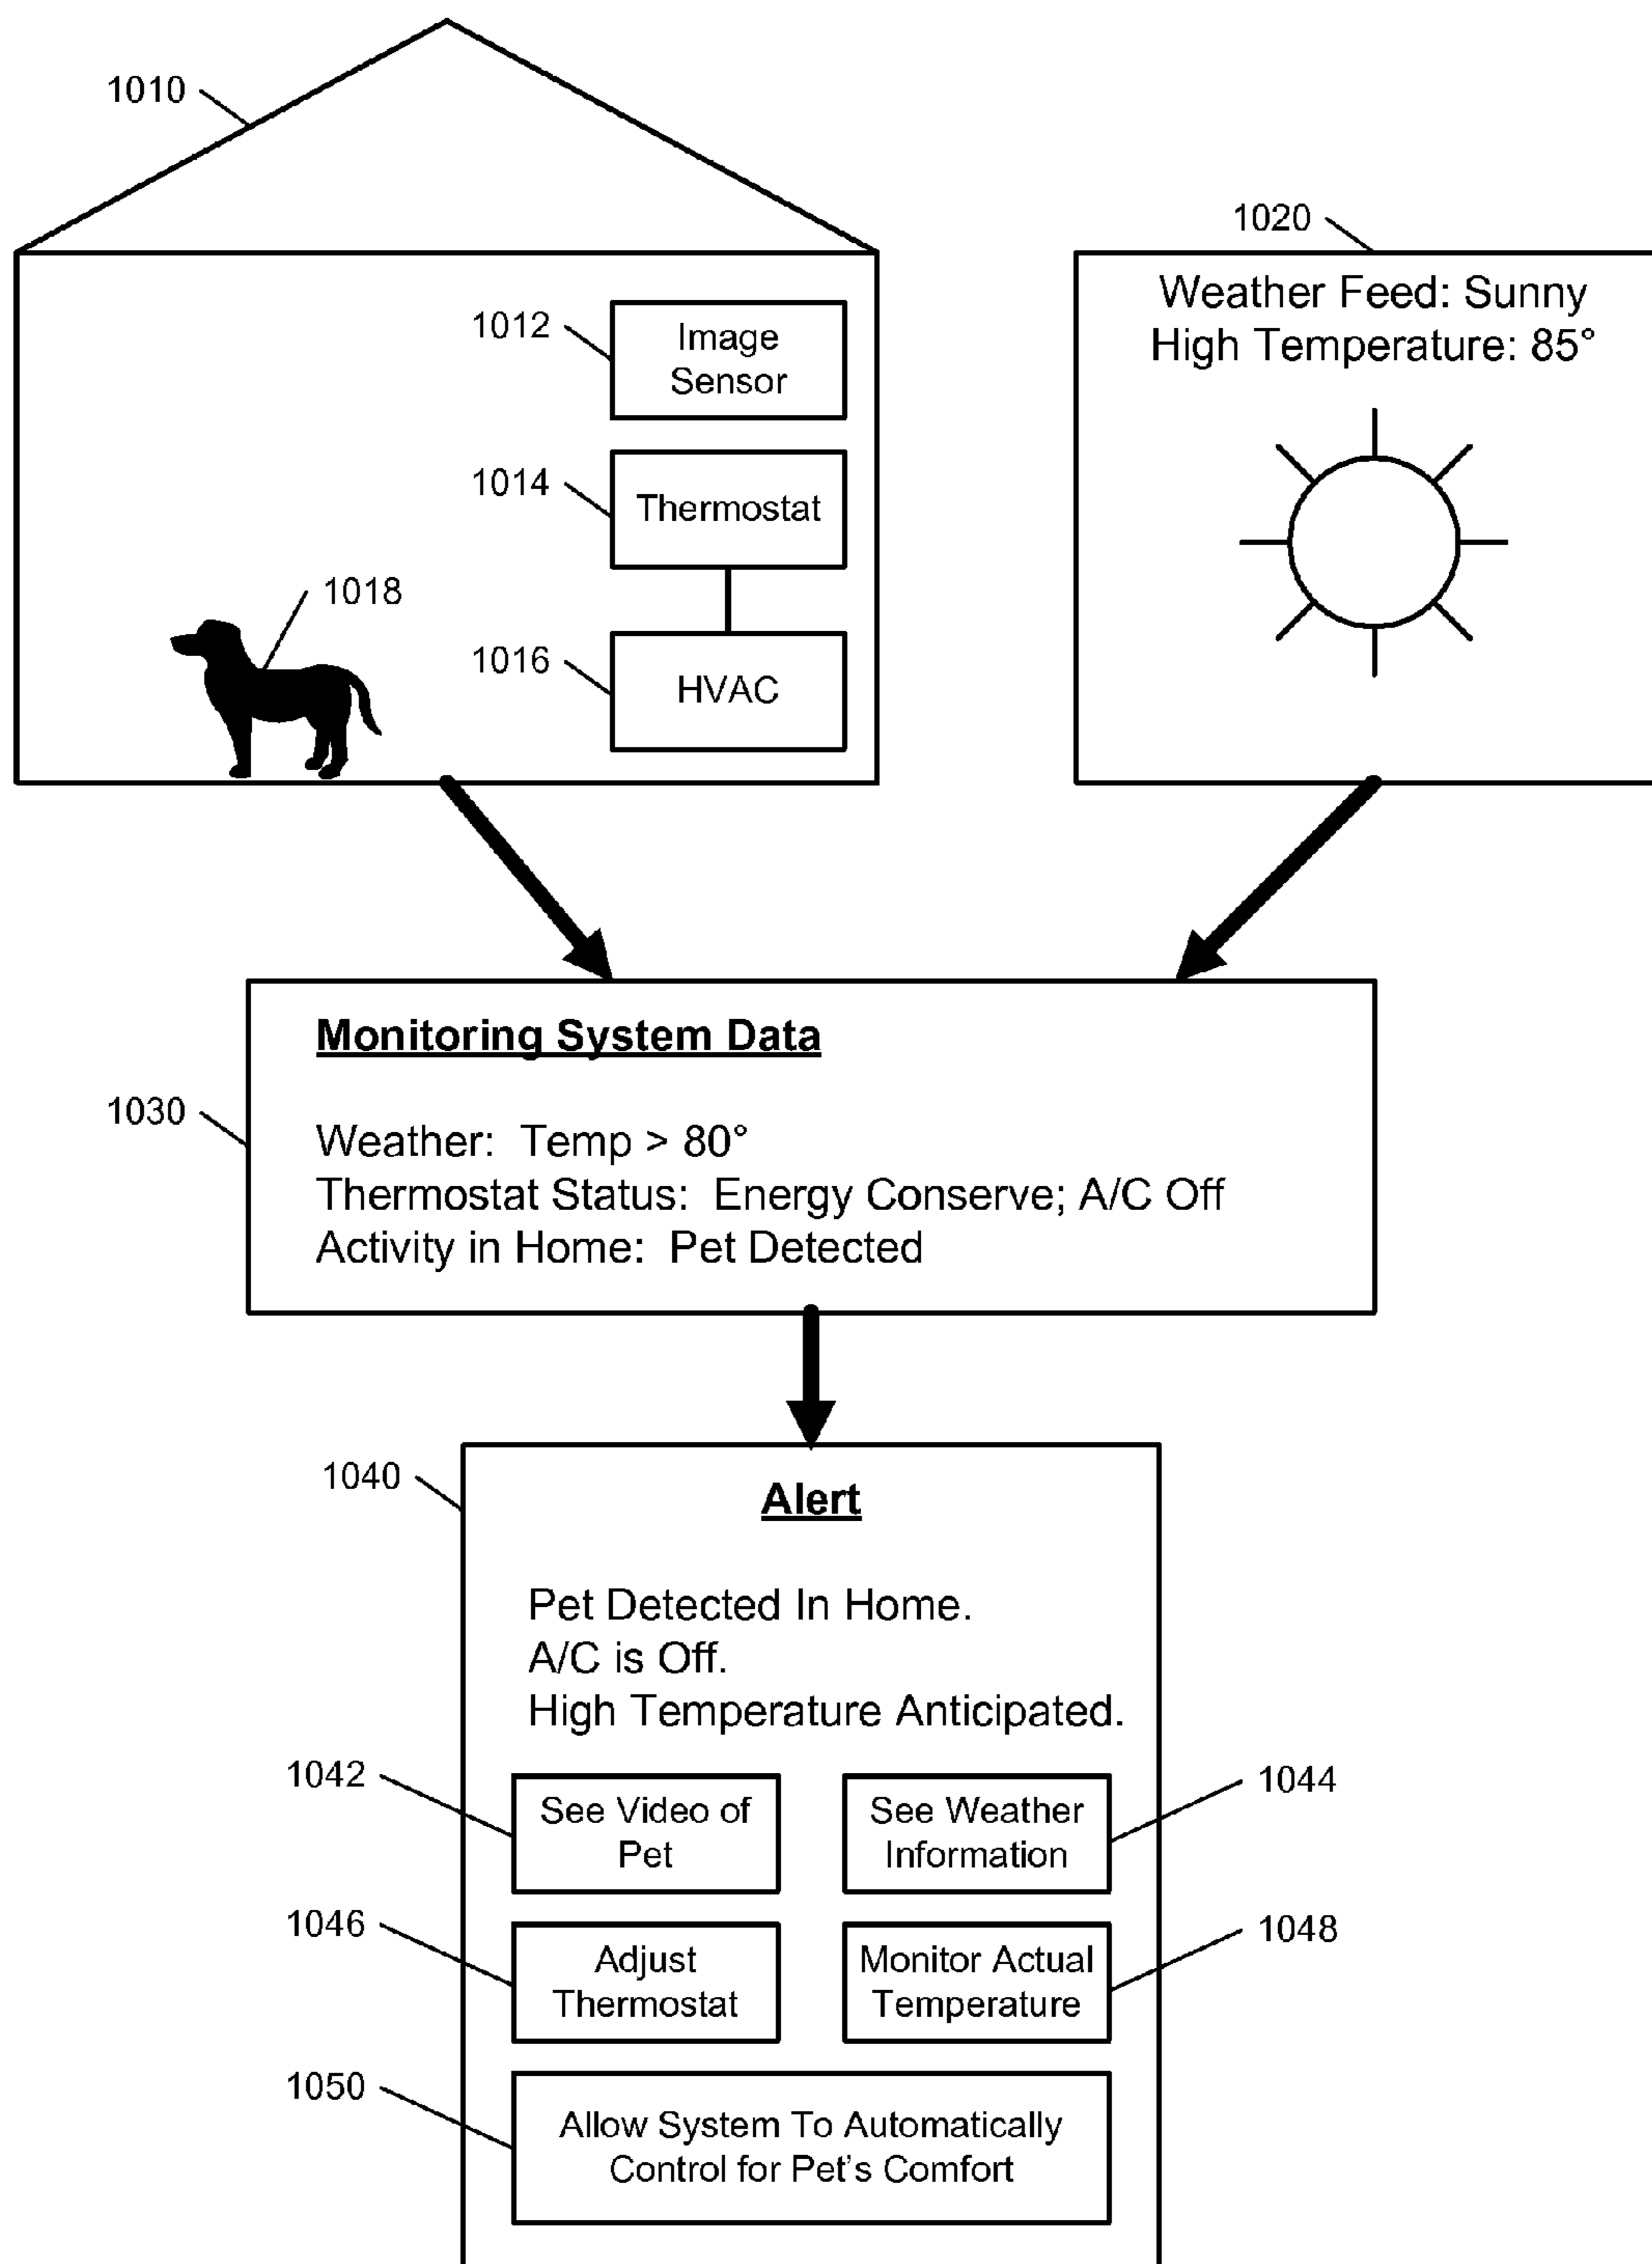 1010
1020
Weather Feed: Sunny
High Temperature: 85°
1012
Image
Sensor
1014
Thermostat
1018
1016
HVAC
Monitoring System Data
1030
Weather:  Temp > 80°
Thermostat Status:  Energy Conserve; A/C Off
Activity in Home:  Pet Detected
1040
Alert
Pet Detected In Home.
A/C is Off.
High Temperature Anticipated.
1042
See Video of
Pet
See Weather
Information
1044
1046
Adjust
Thermostat
Monitor Actual
Temperature
1048
1050
Allow System To Automatically
Control for Pet's Comfort